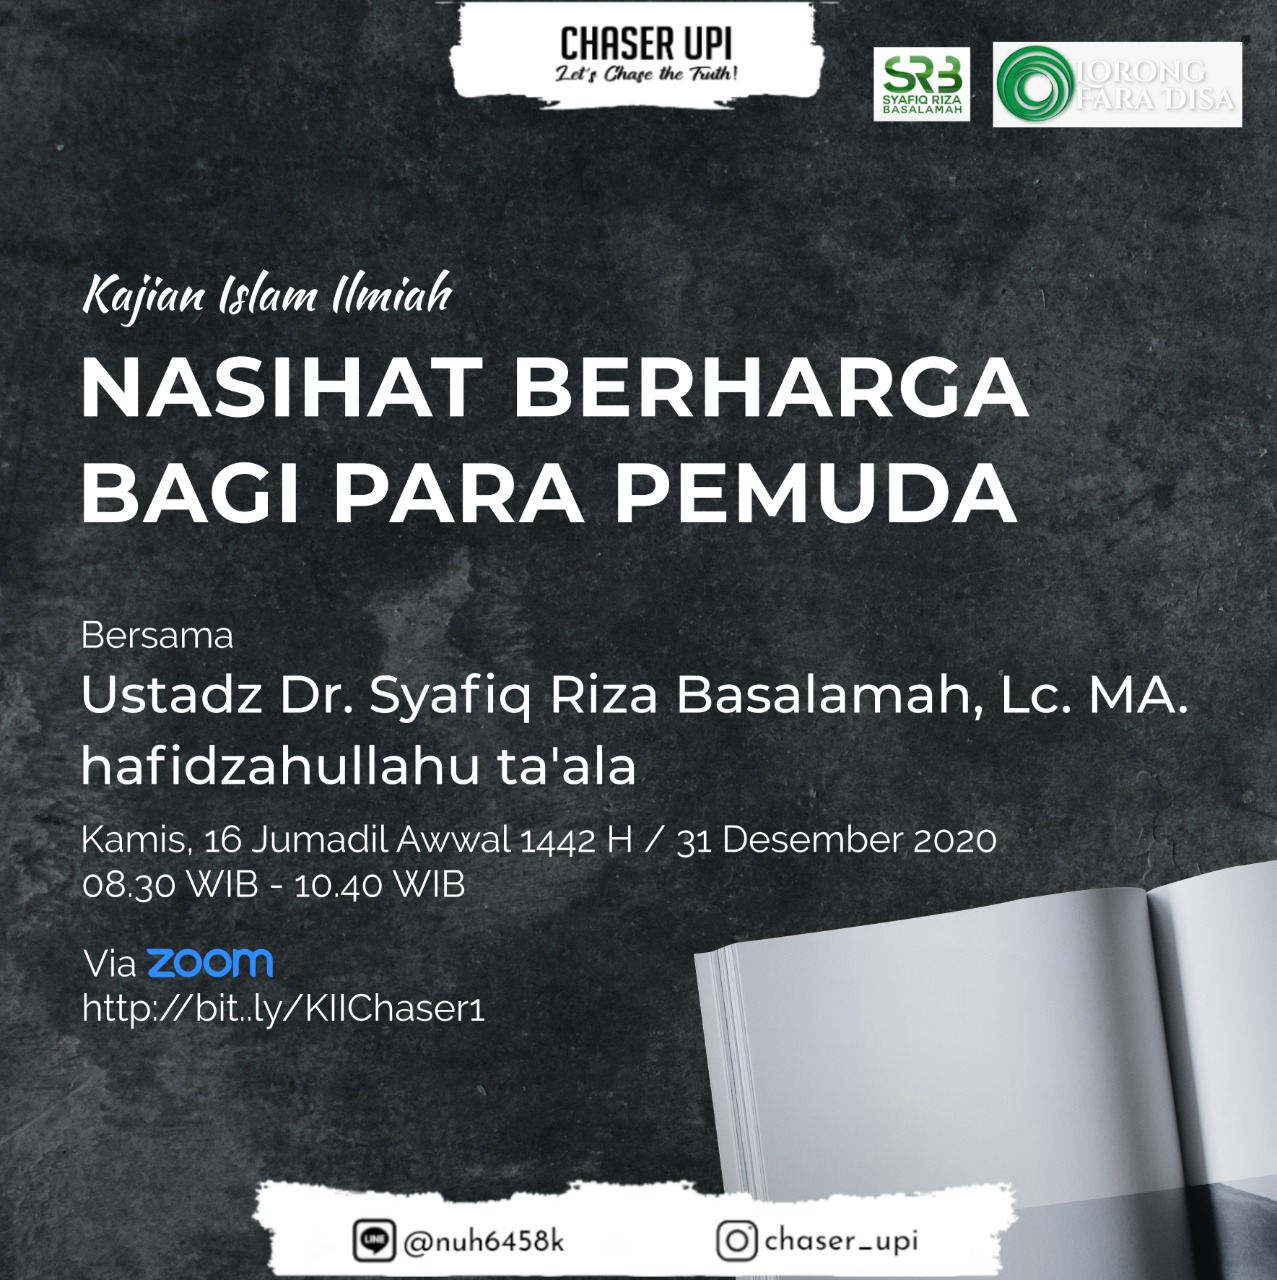 CHASER UPI
Let's Chase the Truth!
SRB
SYAFIQ RIZA
BASALAMAH
LORONG
FARA DISA
Kajian Islam Ilmiah
NASIHAT BERHARGA
BAGI PARA PEMUDA
Bersama
Ustadz Dr. Syafiq Riza Basalamah, Lc. MA.
hafidzahullahu ta'ala
Kamis, 16 Jumadil Awwal 1442 H / 31 Desember 2020
08.30 WIB - 10.40 WIB
Via zoom
http://bit..ly/KIIChaser1
LINE @nuh6458k
chaser_upi